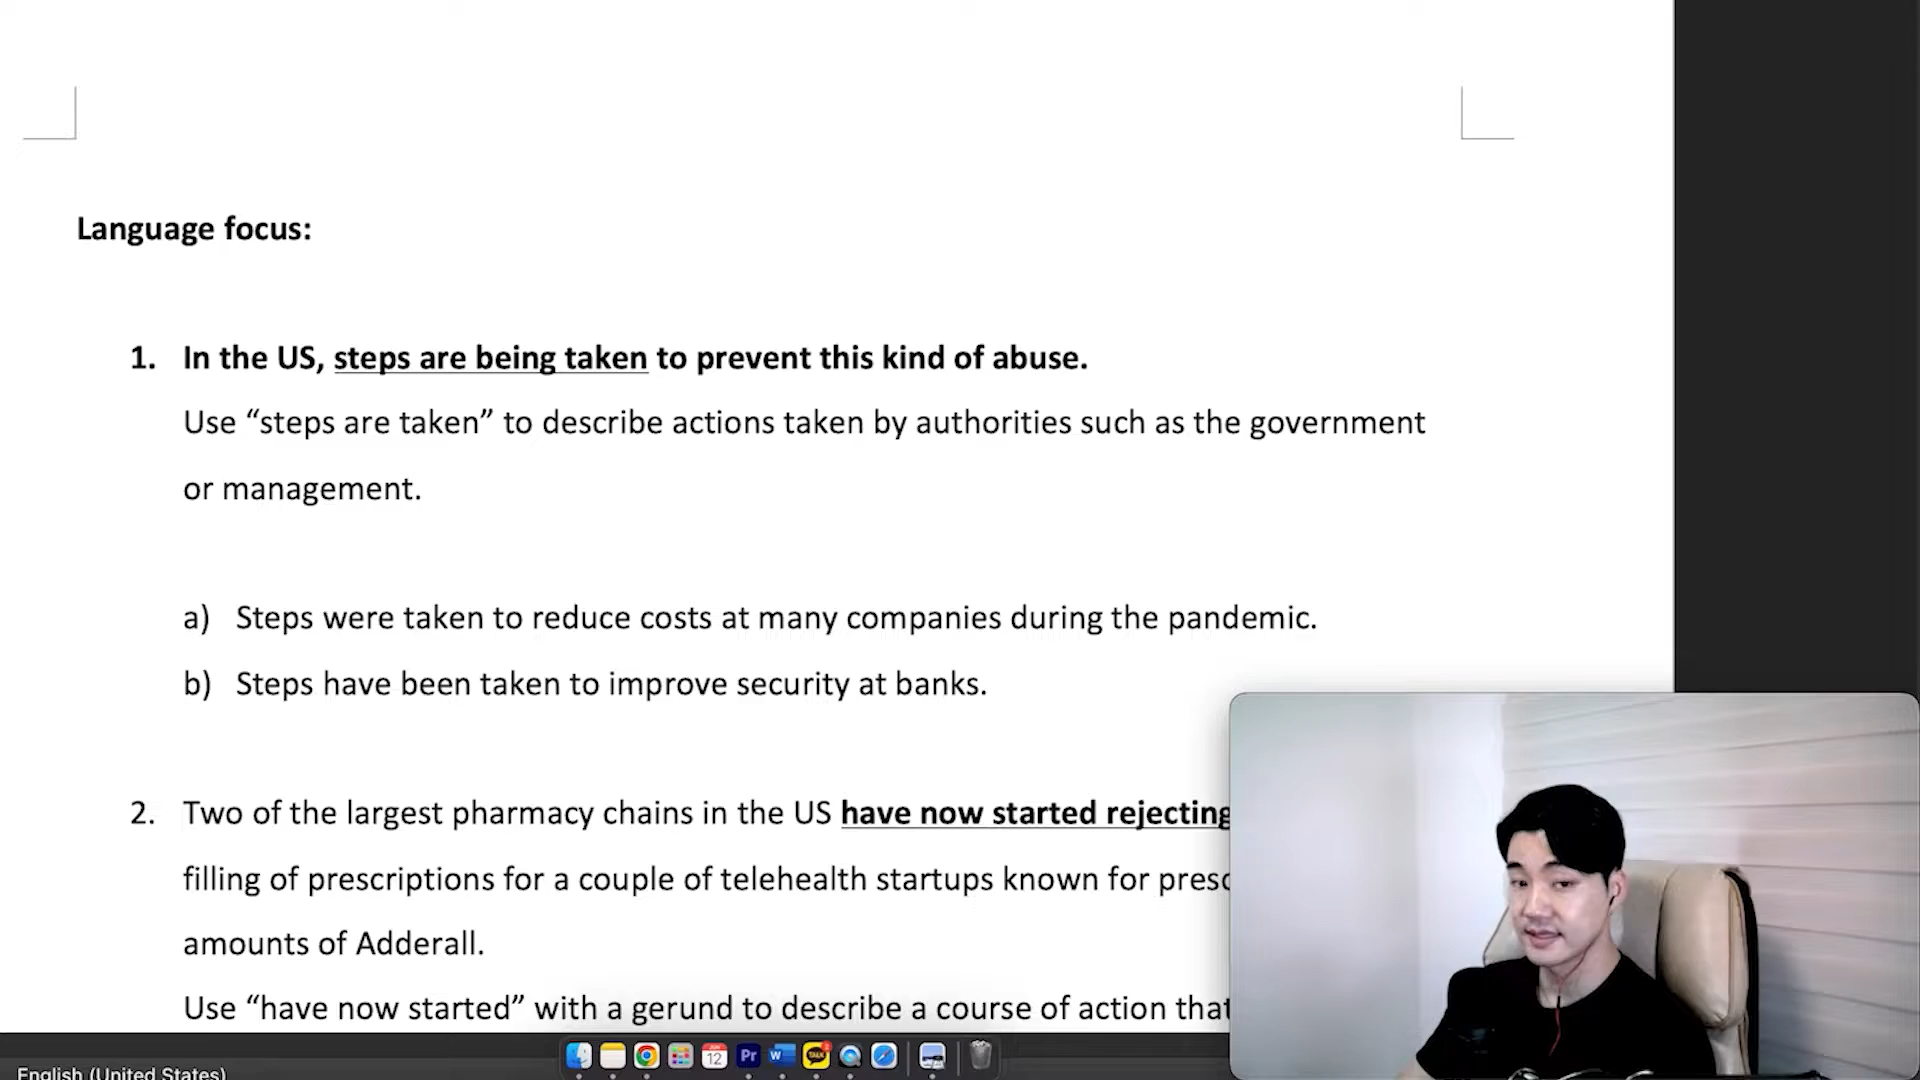 Language focus:
1. In the US, steps are being taken to prevent this kind of abuse.
Use “steps are taken” to describe actions taken by authorities such as the government
or management.
a) Steps were taken to reduce costs at many companies during the pandemic.
b) Steps have been taken to improve security at banks.
2. Two of the largest pharmacy chains in the US have now started rejecting
filling of prescriptions for a couple of telehealth startups known for
amounts of Adderall.
Use “have now started” with a gerund to describe a course of action that
12
Pr
W
TALK
English (United States)